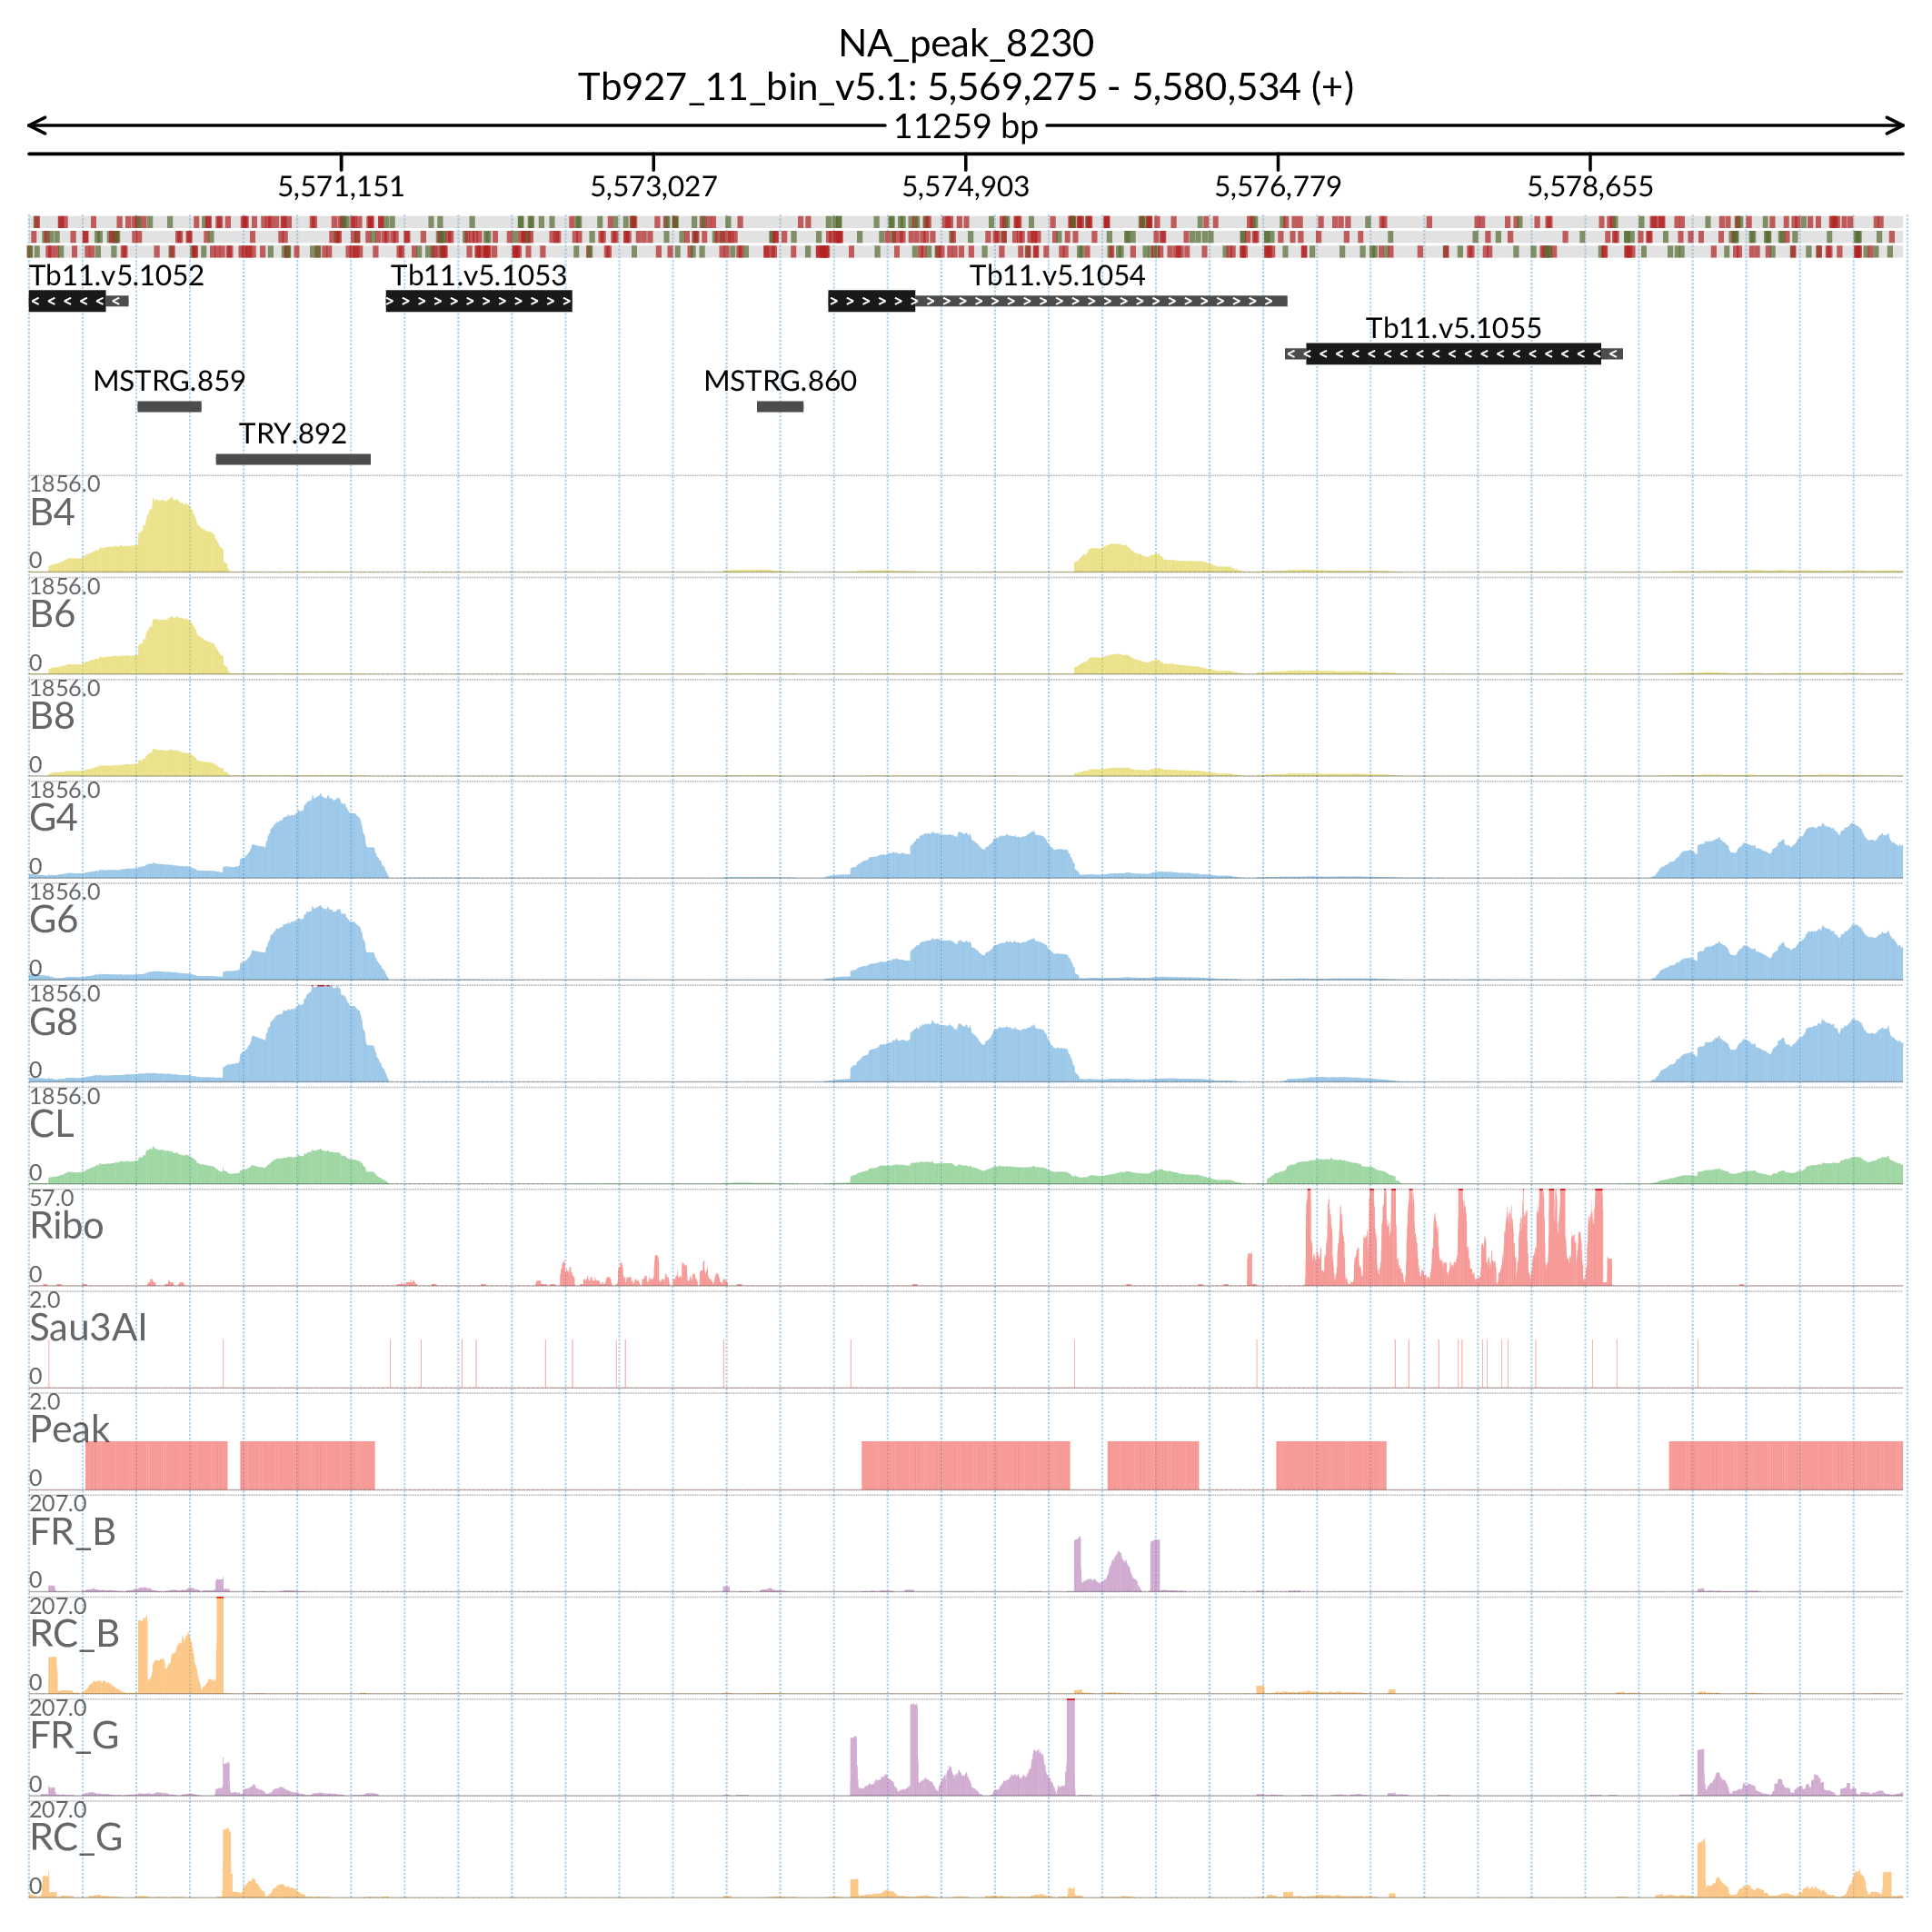 NA_peak_8230
Tb927_11_bin_v5.1: 5,569,275 - 5,580,534 (+)
11259 bp
5,571,151 5,573,027 5,574,903 5,576,779 5,578,655
Tb11.v5.1052 Tb11.v5.1053 Tb11.v5.1054
Tb11.v5.1055
MSTRG.859 MSTRG.860
TRY.892
1856.0
B4
0
1856.0
B6
0
1856.0
B8
0
1856.0
G4
0
1856.0
G6
0
1856.0
G8
0
1856.0
CL
0
57.0
Ribo
0
2.0
Sau3AI
0
2.0
Peak
0
207.0
FR_B
0
207.0
RC_B
0
207.0
FR_G
0
207.0
RC_G
0